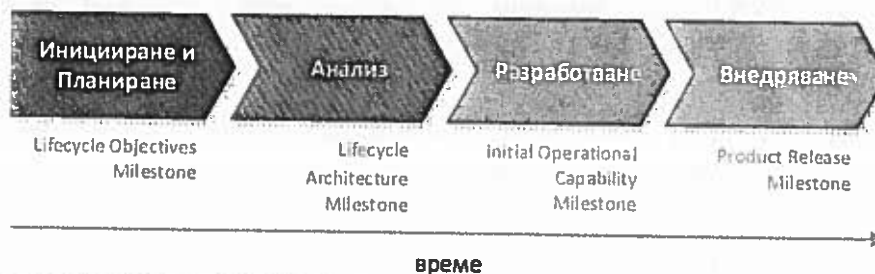 Иницииране и
Планиране
Анализ
Разработване
Внедряване
Lifecycle Objectives
Milestone
Lifecycle
Architecture
Milestone
Initial Operational
Capability
Milestone
Product Release
Milestone
време